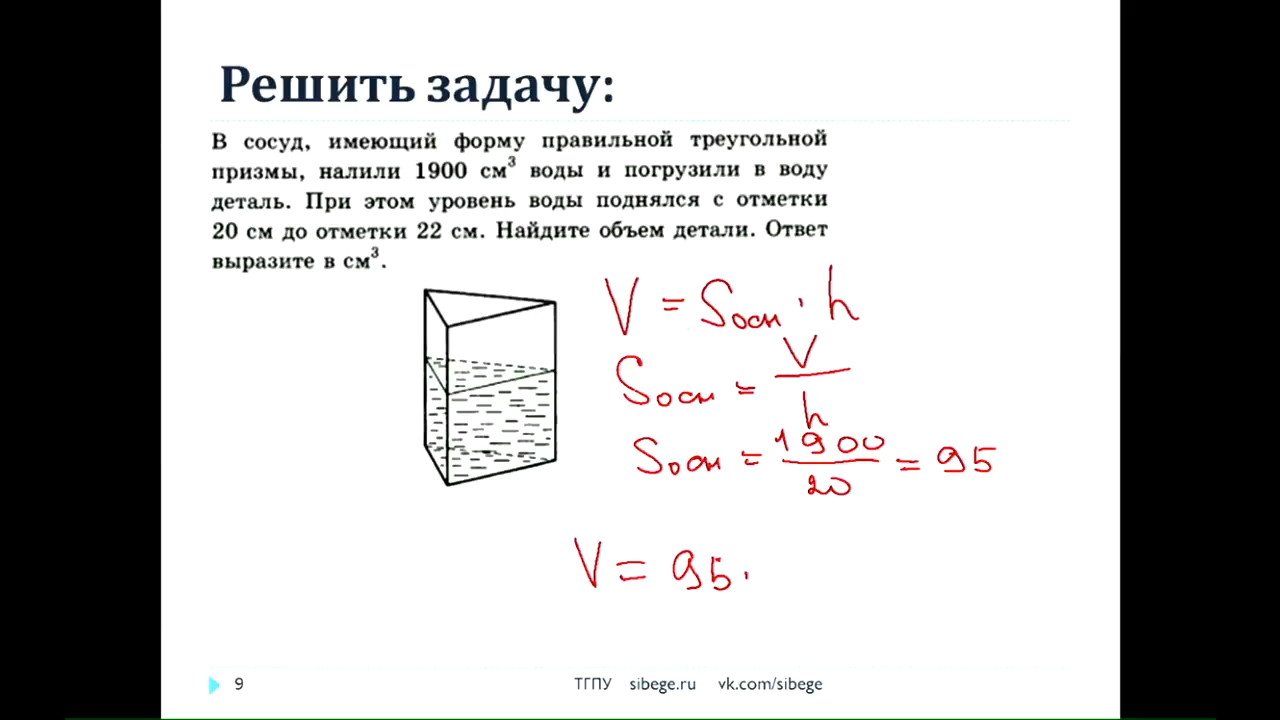 Решить задачу:
В сосуд, имеющий форму правильной треугольной
призмы, налили 1900 см³ воды и погрузили в воду
деталь. При этом уровень воды поднялся с отметки
20 см до отметки 22 см. Найдите объем детали. Ответ
выразите в см³.
V = Sосн · h
Sосн = V / h
Sосн = 1900 / 20 = 95
V = 95 ·
9 ТГПУ sibege.ru vk.com/sibege